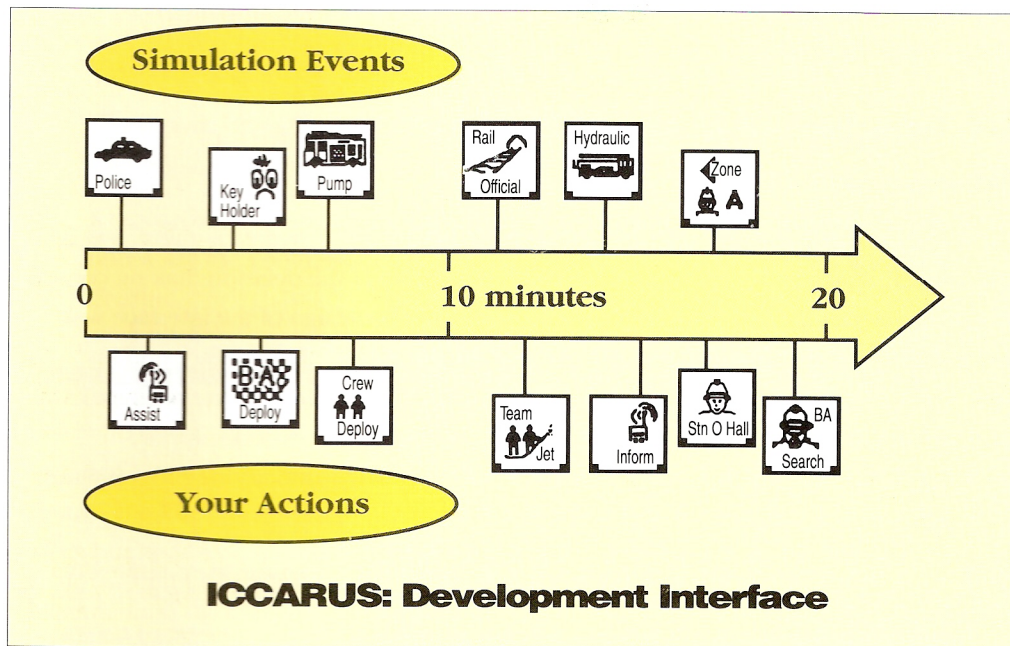 Simulation Events
Police
Key
Holder
Pump
Rail
Official
Hydraulic
Zone
A
0
10 minutes
20
Assist
BA
Deploy
Crew
Deploy
Team
Jet
Inform
Stn O Hall
BA
Search
Your Actions
ICCARUS: Development Interface